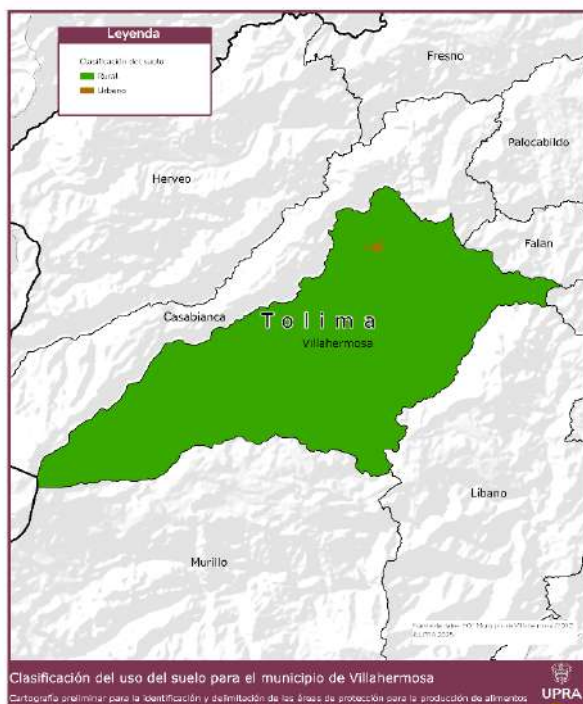 Leyenda
Clasificación del suelo
Rural
Urbano
Fresno
Palocabildo
Herveo
Falan
Casabianca
Tolima
Villahermosa
Líbano
Murillo
Clasificación del uso del suelo para el municipio de Villahermosa
Cartografía preliminar para la identificación y delimitación de las áreas de protección para la producción de alimentos
UPRA